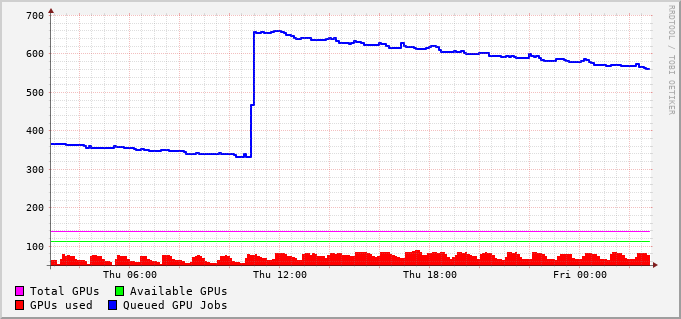 700
600
500
400
300
200
100
Thu 06:00 Thu 12:00 Thu 18:00 Fri 00:00
Total GPUs Available GPUs
GPUs used Queued GPU Jobs
RRDTOOL / TOBI OETIKER